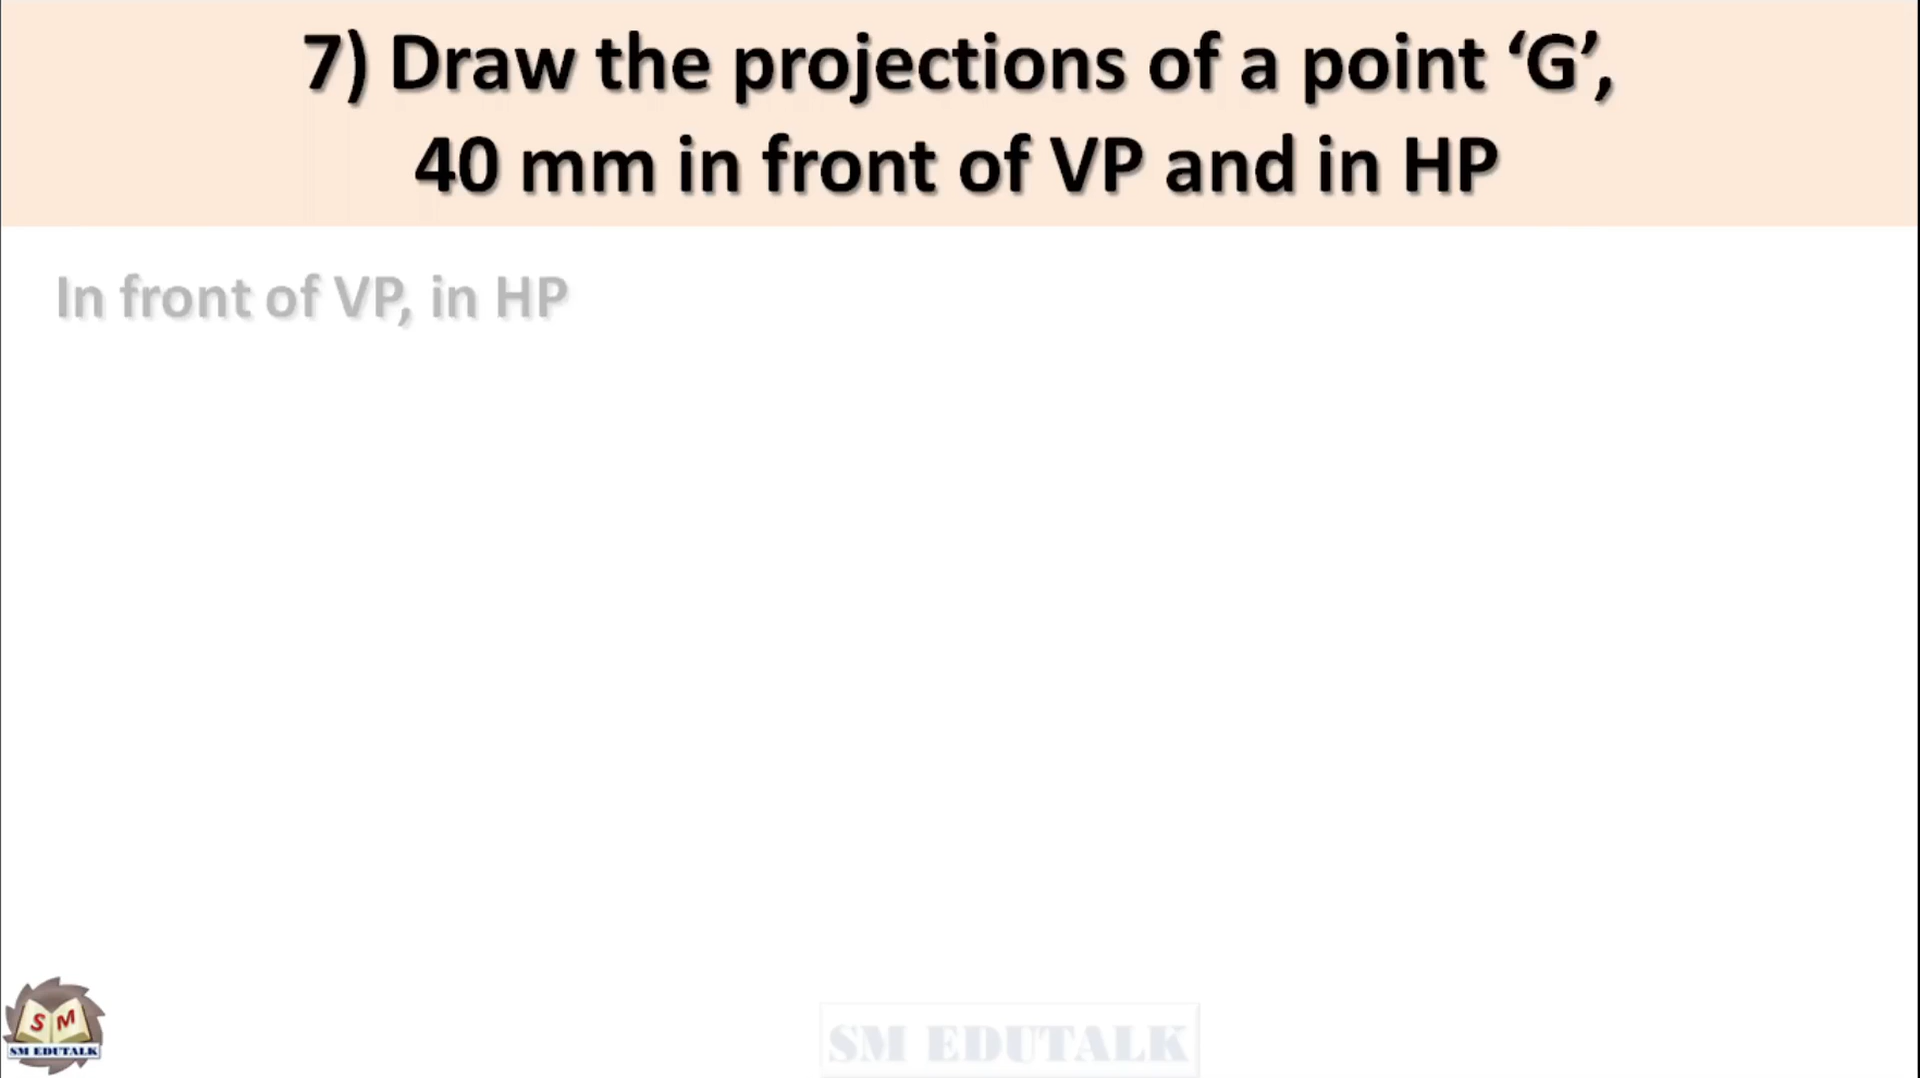 7) Draw the projections of a point ‘G’,
40 mm in front of VP and in HP
In front of VP, in HP
S M
SM EDUTALK
SM EDUTALK